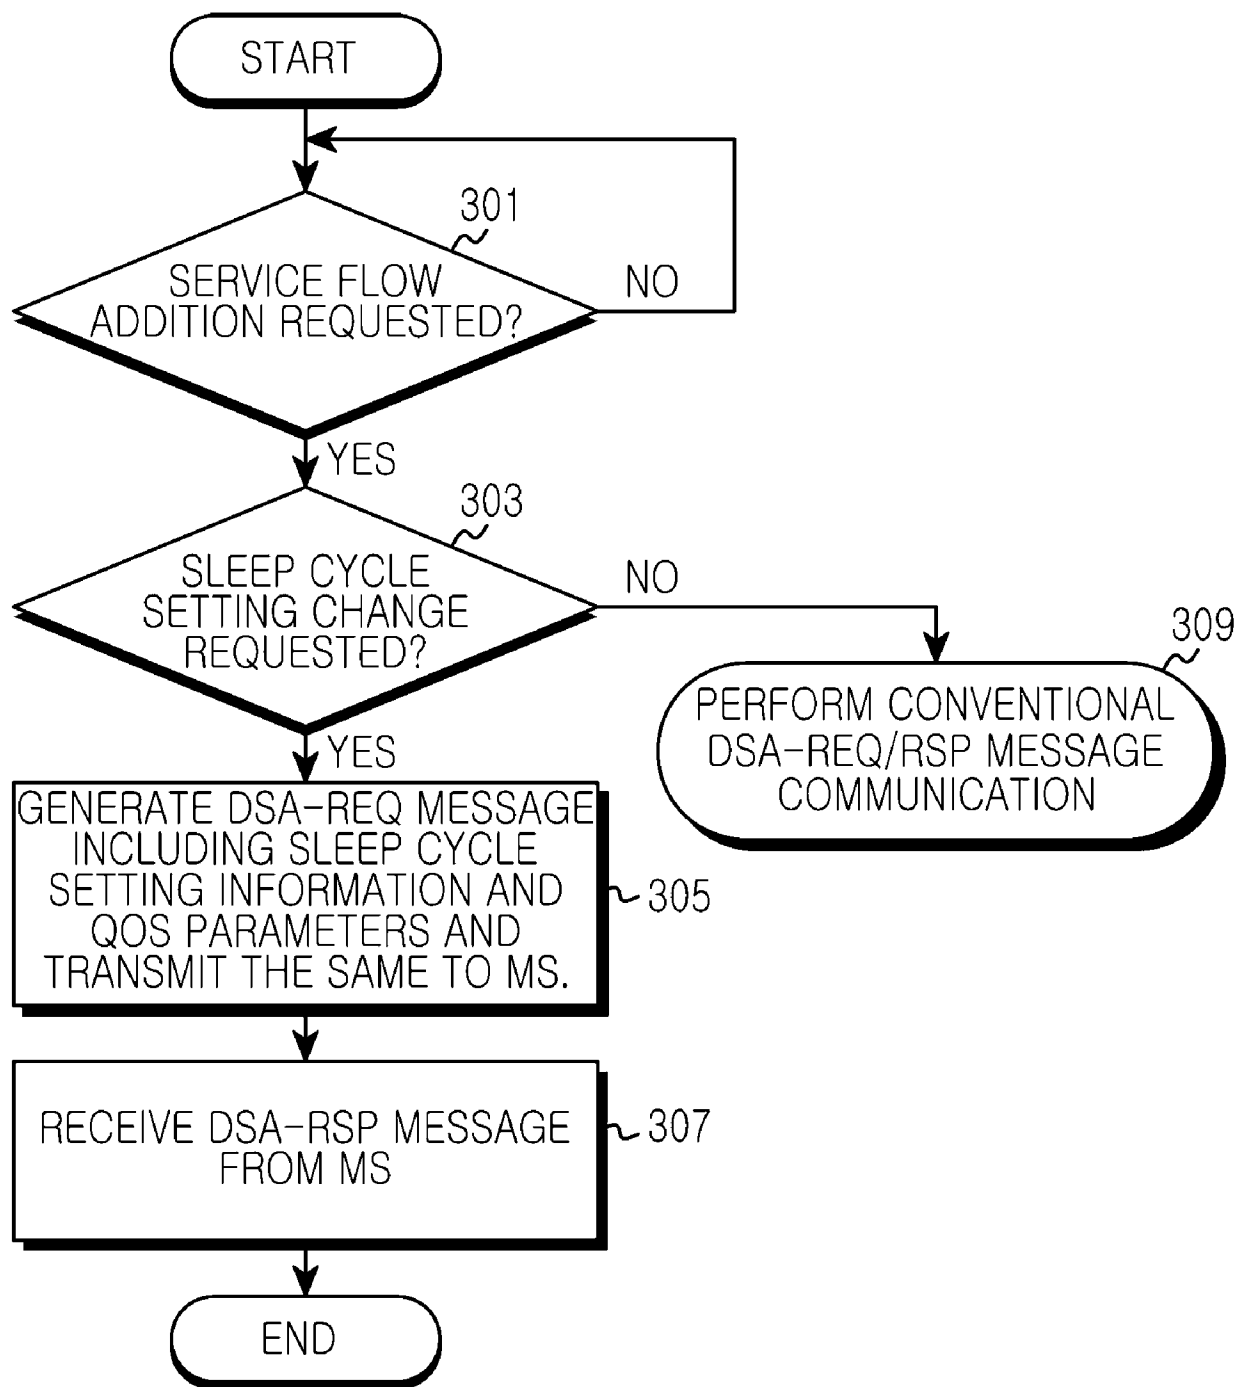 START
301
SERVICE FLOW
ADDITION REQUESTED?
NO
YES
303
SLEEP CYCLE
SETTING CHANGE
REQUESTED?
NO
YES
309
PERFORM CONVENTIONAL
DSA-REQ/RSP MESSAGE
COMMUNICATION
GENERATE DSA-REQ MESSAGE
INCLUDING SLEEP CYCLE
SETTING INFORMATION AND
QOS PARAMETERS AND
TRANSMIT THE SAME TO MS.
305
RECEIVE DSA-RSP MESSAGE
FROM MS
307
END